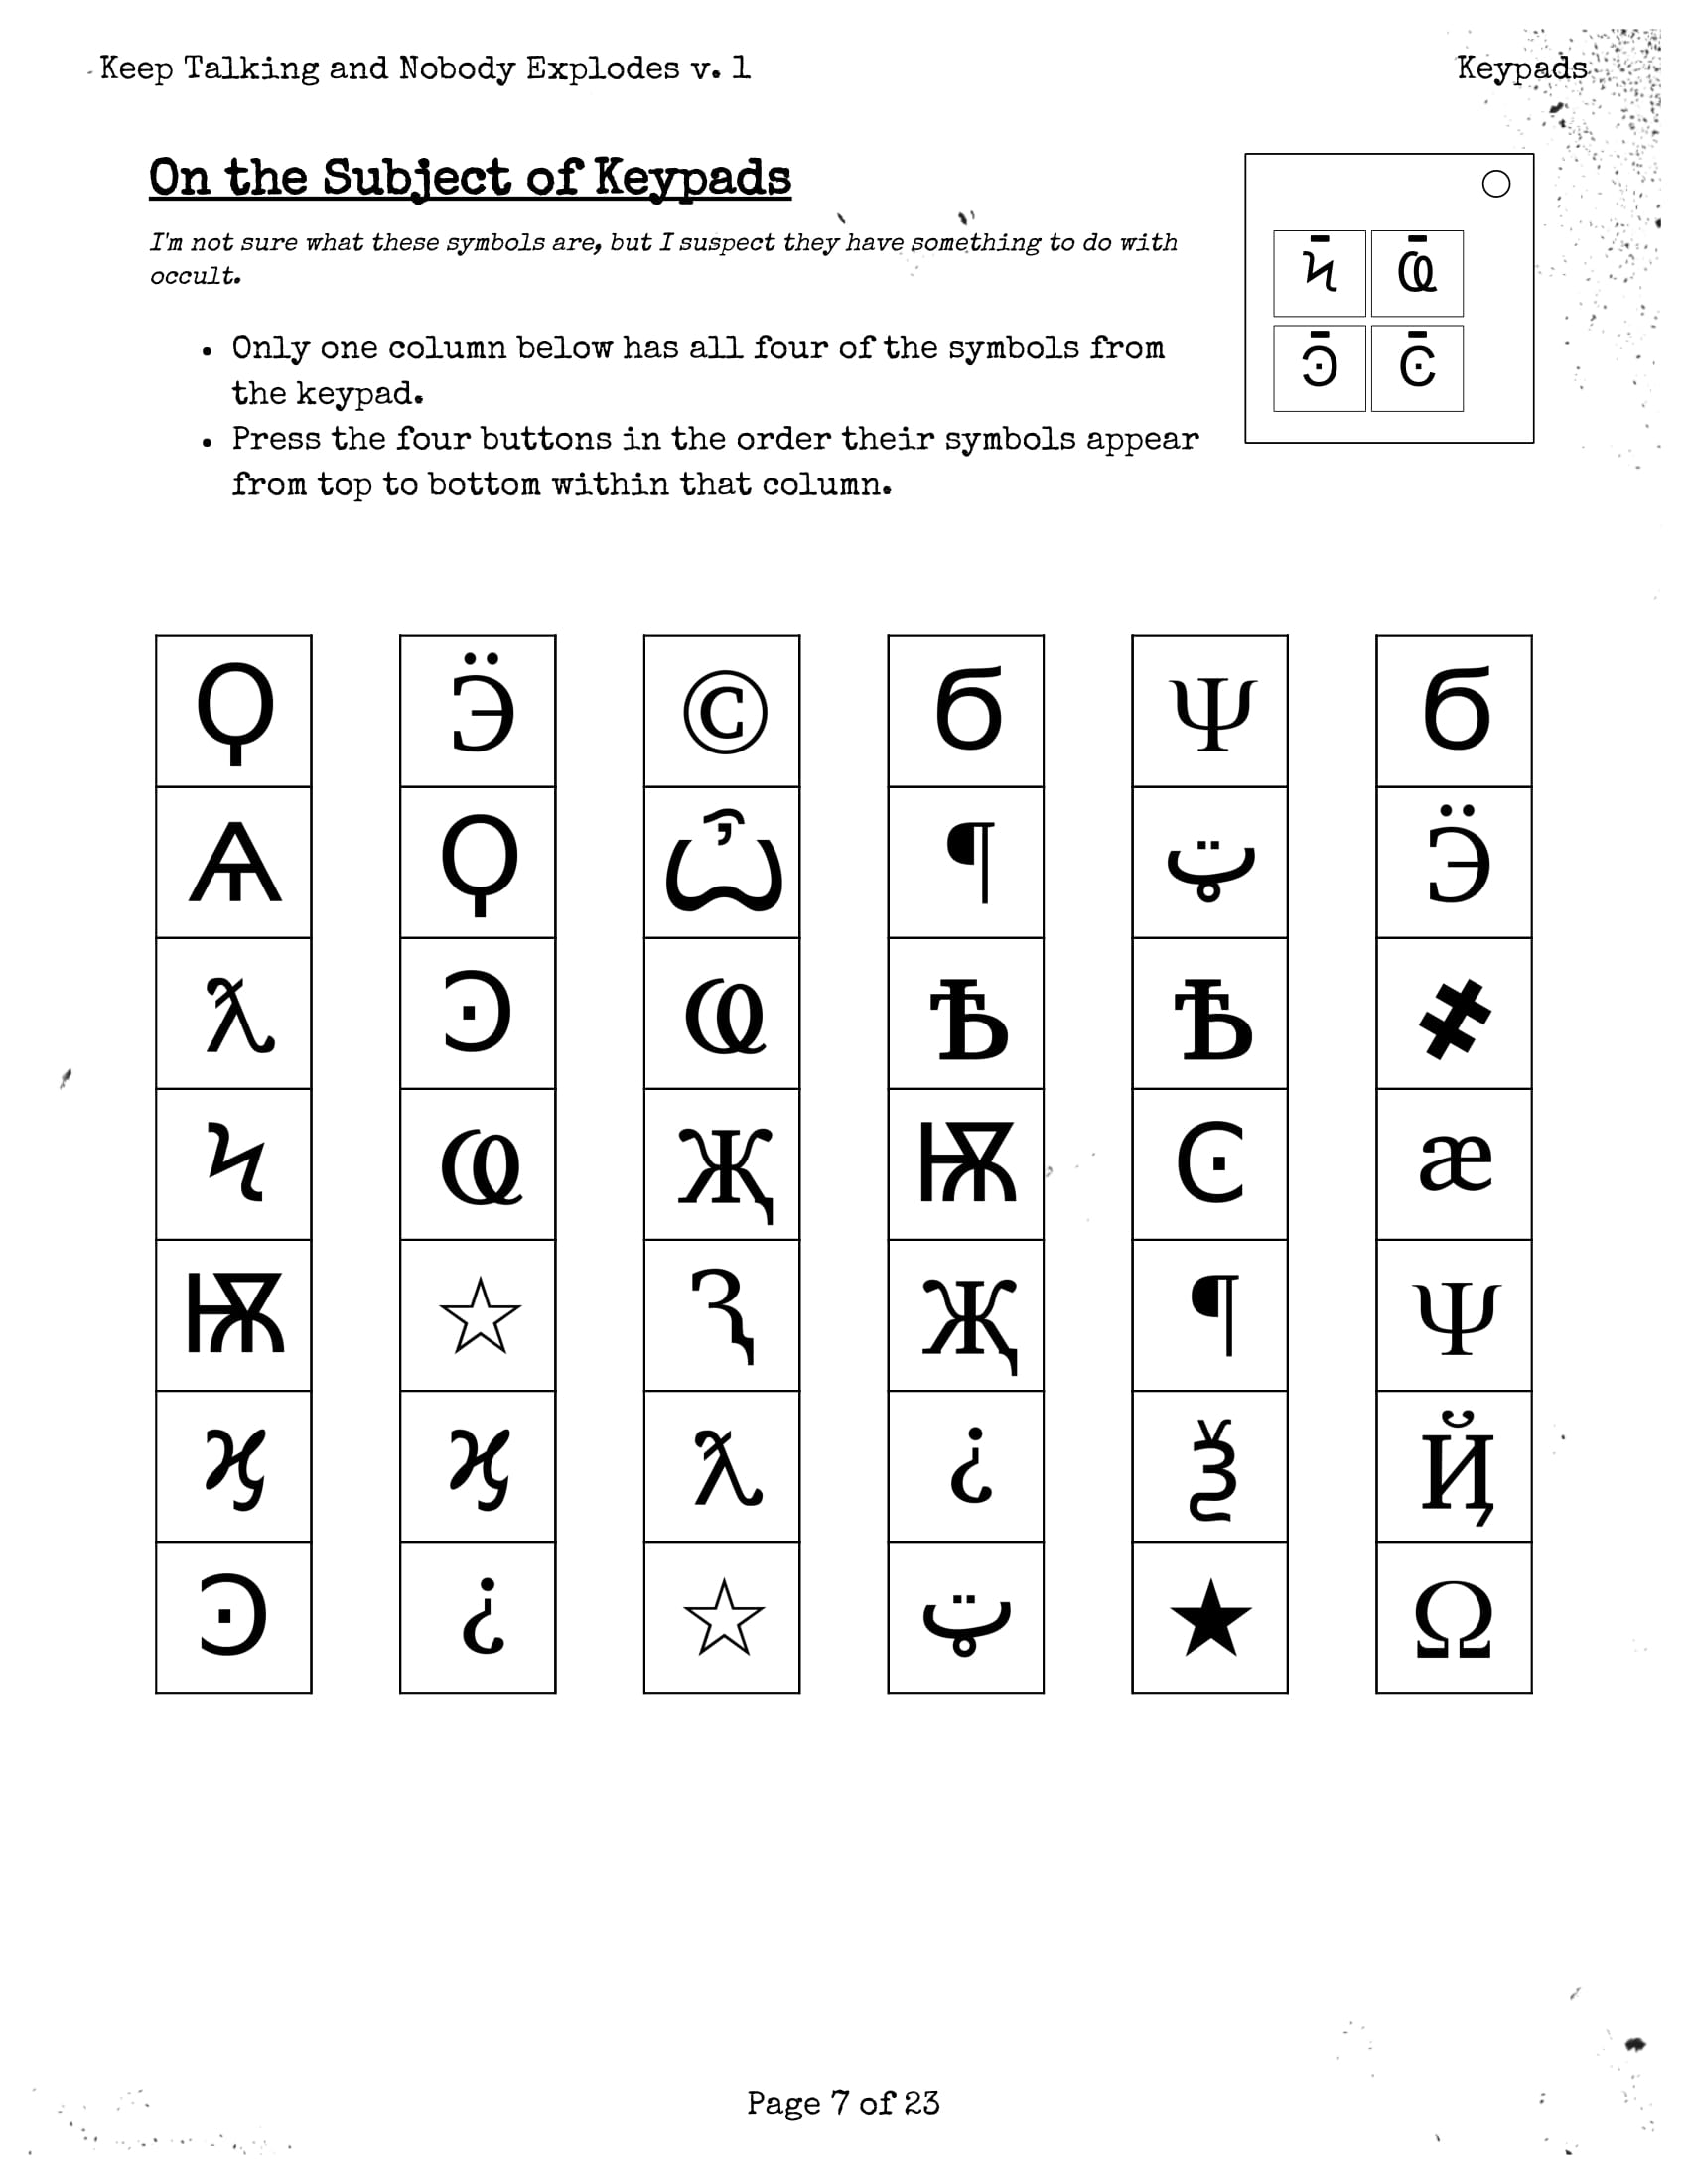 Keep Talking and Nobody Explodes v. 1
Keypads
On the Subject of Keypads
I'm not sure what these symbols are, but I suspect they have something to do with
occult.
• Only one column below has all four of the symbols from
the keypad.
• Press the four buttons in the order their symbols appear
from top to bottom within that column.
Ϟ Ҩ
Ͽ Ͼ
Ϙ Ӭ © Ϭ Ψ Ϭ
Ѧ Ϙ Ѽ ¶ ټ Ӭ
ƛ Ͽ Ҩ Ѣ Ѣ ҂
Ϟ Ҩ Җ Ѭ Ͼ æ
Ѭ ☆ Ԇ Җ ¶ Ψ
ϗ ϗ ƛ ¿ Ѯ Ҋ
Ͽ ¿ ☆ ټ ★ Ω
Page 7 of 23